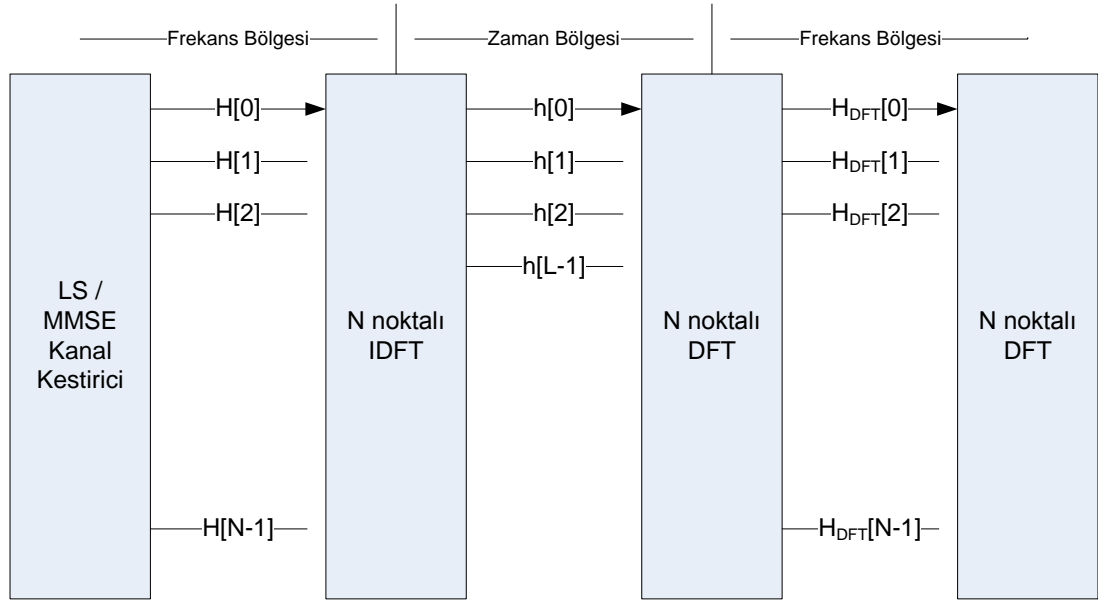 Frekans Bölgesi
Zaman Bölgesi
Frekans Bölgesi
LS /
MMSE
Kanal
Kestirici
H[0]
H[1]
H[2]
H[N-1]
N noktalı
IDFT
h[0]
h[1]
h[2]
h[L-1]
N noktalı
DFT
H_DFT[0]
H_DFT[1]
H_DFT[2]
H_DFT[N-1]
N noktalı
DFT